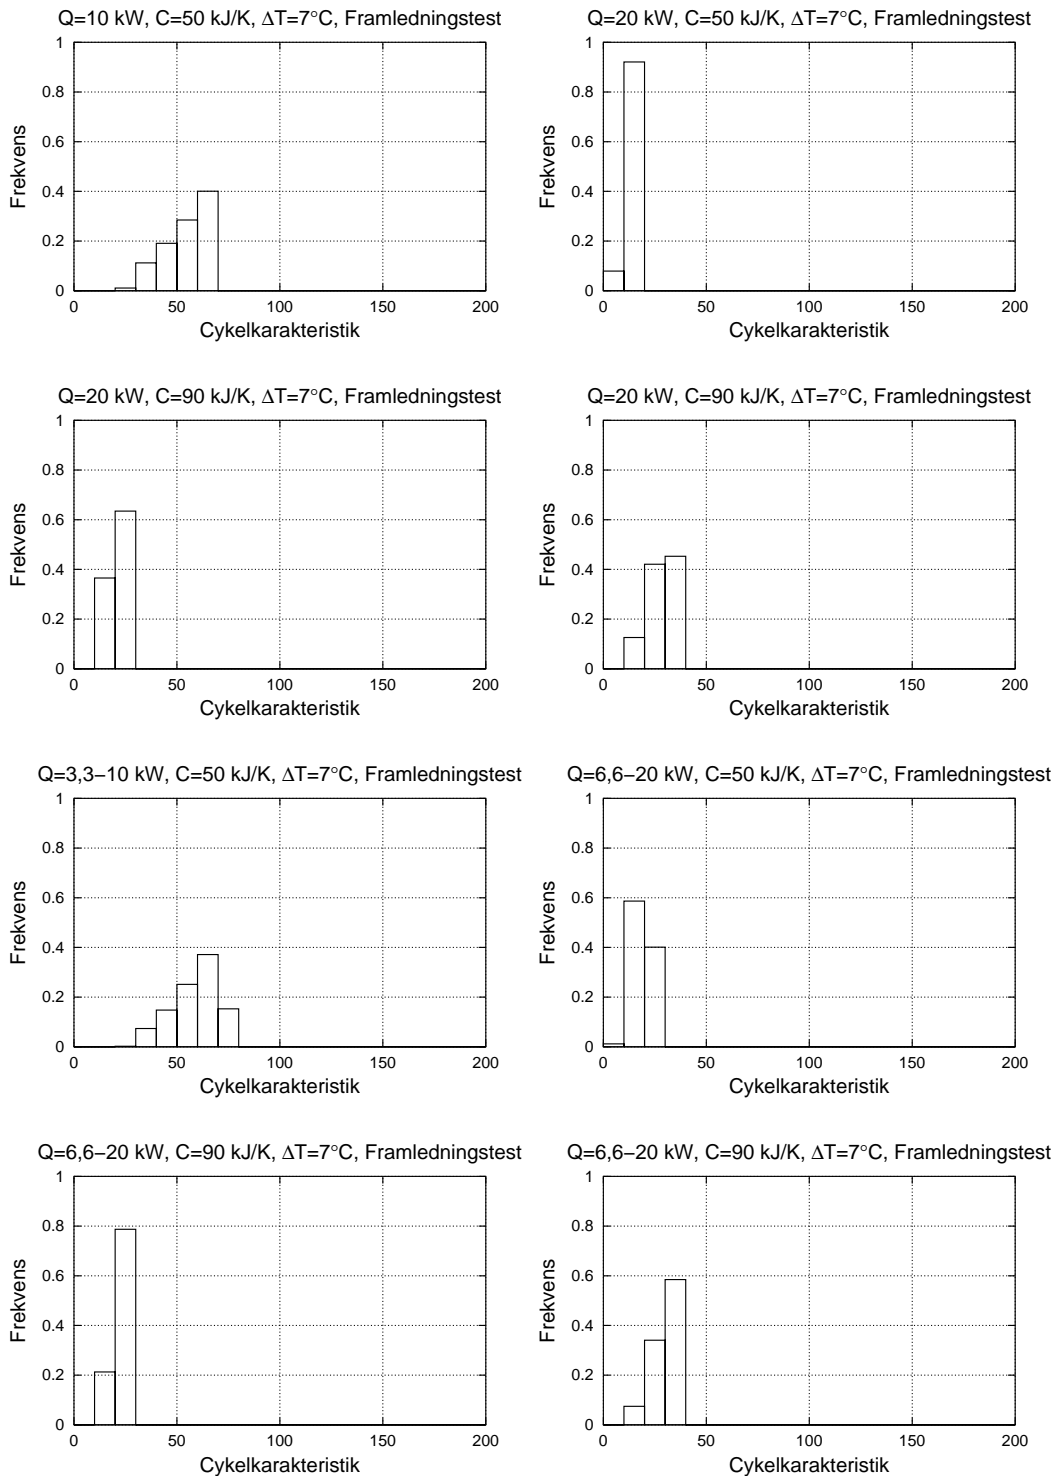 Q=10 kW, C=50 kJ/K, ΔT=7°C, Framledningstest
1
0.8
0.6
0.4
0.2
0
Frekvens
0 50 100 150 200
Cykelkarakteristik
Q=20 kW, C=50 kJ/K, ΔT=7°C, Framledningstest
1
0.8
0.6
0.4
0.2
0
Frekvens
0 50 100 150 200
Cykelkarakteristik
Q=20 kW, C=90 kJ/K, ΔT=7°C, Framledningstest
1
0.8
0.6
0.4
0.2
0
Frekvens
0 50 100 150 200
Cykelkarakteristik
Q=20 kW, C=90 kJ/K, ΔT=7°C, Framledningstest
1
0.8
0.6
0.4
0.2
0
Frekvens
0 50 100 150 200
Cykelkarakteristik
Q=3,3−10 kW, C=50 kJ/K, ΔT=7°C, Framledningstest
1
0.8
0.6
0.4
0.2
0
Frekvens
0 50 100 150 200
Cykelkarakteristik
Q=6,6−20 kW, C=50 kJ/K, ΔT=7°C, Framledningstest
1
0.8
0.6
0.4
0.2
0
Frekvens
0 50 100 150 200
Cykelkarakteristik
Q=6,6−20 kW, C=90 kJ/K, ΔT=7°C, Framledningstest
1
0.8
0.6
0.4
0.2
0
Frekvens
0 50 100 150 200
Cykelkarakteristik
Q=6,6−20 kW, C=90 kJ/K, ΔT=7°C, Framledningstest
1
0.8
0.6
0.4
0.2
0
Frekvens
0 50 100 150 200
Cykelkarakteristik